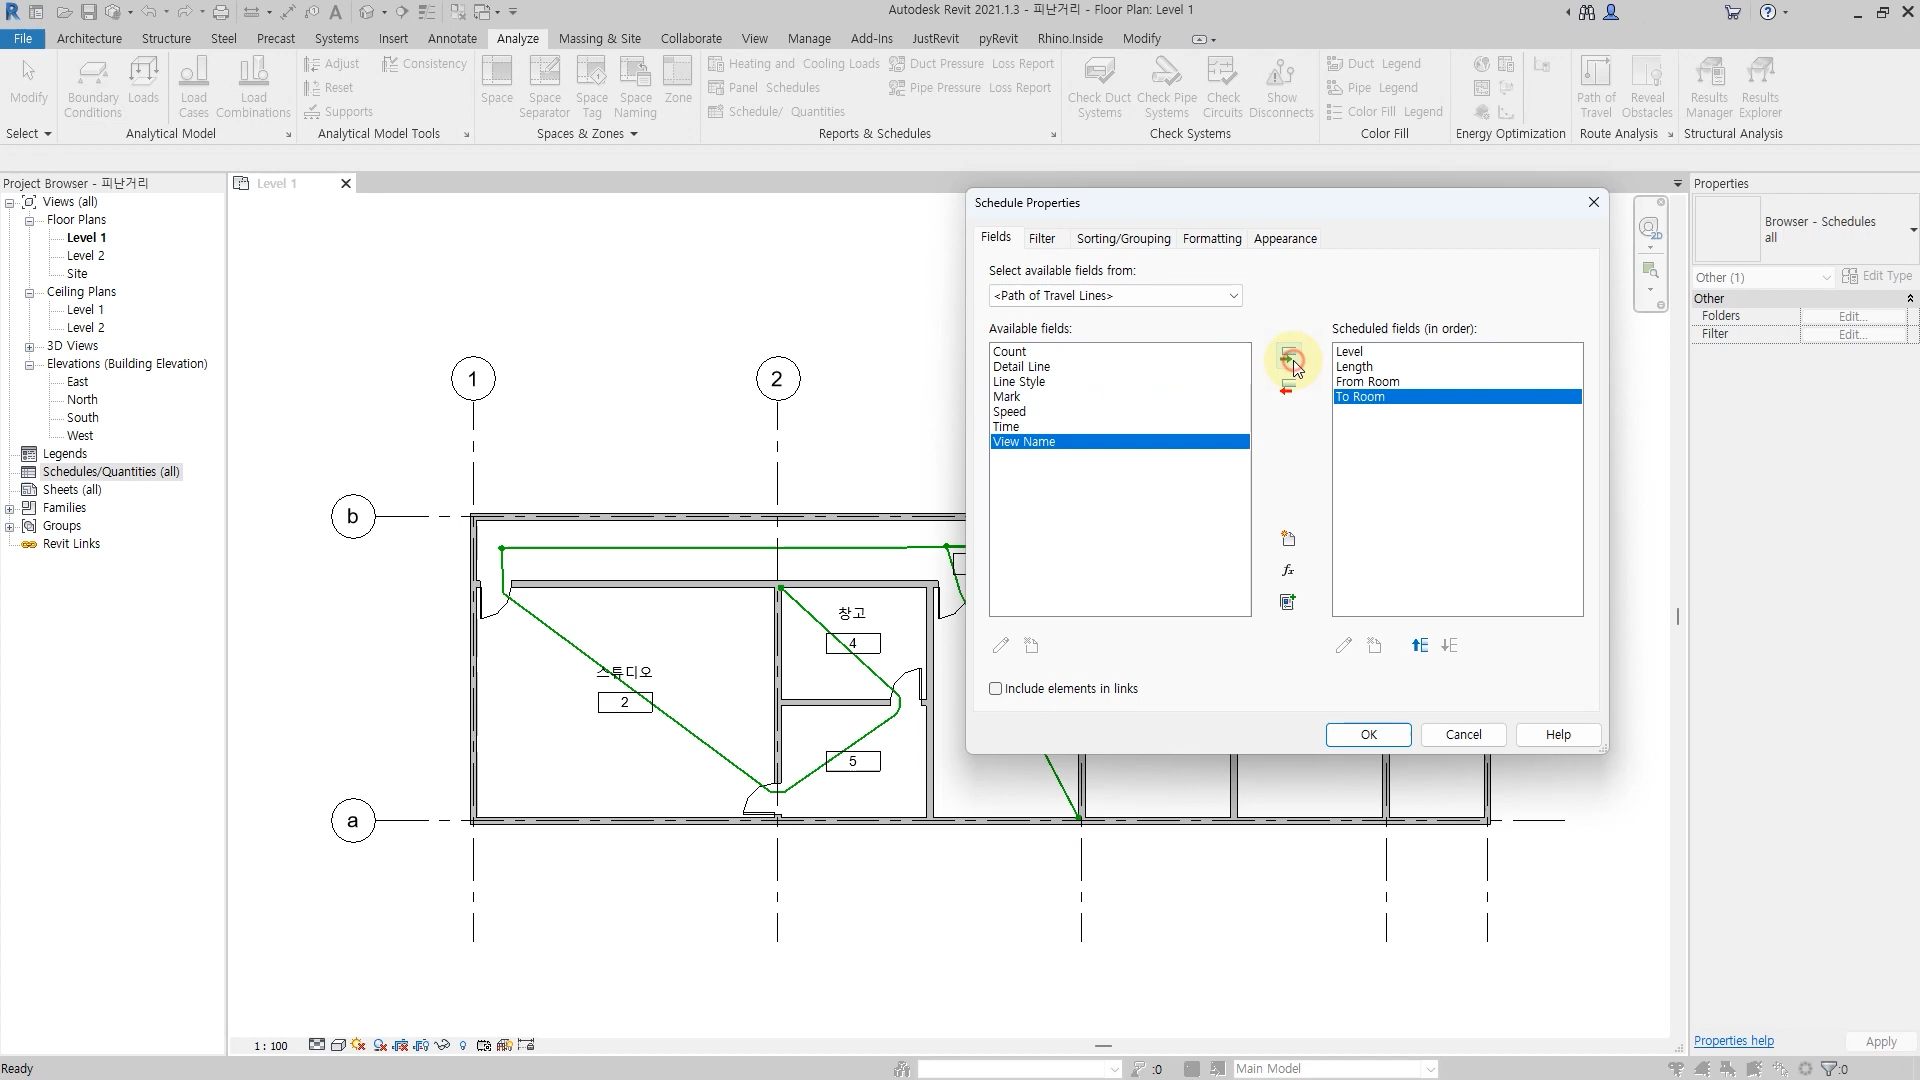 Autodesk Revit 2021.1.3 - 피난거리 - Floor Plan: Level 1
File Architecture Structure Steel Precast Systems Insert Annotate Analyze Massing & Site Collaborate View Manage Add-Ins JustRevit pyRevit Rhino.Inside Modify
Modify
Boundary Conditions
Loads
Load Cases
Load Combinations
Adjust
Reset
Supports
Consistency
Space
Space Separator
Space Tag
Space Naming
Zone
Heating and Cooling Loads
Panel Schedules
Schedule/ Quantities
Duct Pressure Loss Report
Pipe Pressure Loss Report
Check Duct Systems
Check Pipe Systems
Check Circuits
Show Disconnects
Duct Legend
Pipe Legend
Color Fill Legend
Path of Travel
Reveal Obstacles
Results Manager
Results Explorer
Select
Analytical Model
Analytical Model Tools
Spaces & Zones
Reports & Schedules
Check Systems
Color Fill
Energy Optimization
Route Analysis
Structural Analysis
Project Browser - 피난거리
Views (all)
Floor Plans
Level 1
Level 2
Site
Ceiling Plans
Level 1
Level 2
3D Views
Elevations (Building Elevation)
East
North
South
West
Legends
Schedules/Quantities (all)
Sheets (all)
Families
Groups
Revit Links
Level 1
1
2
b
a
창고
4
스튜디오
2
5
Schedule Properties
Fields Filter Sorting/Grouping Formatting Appearance
Select available fields from:
<Path of Travel Lines>
Available fields:
Count
Detail Line
Line Style
Mark
Speed
Time
View Name
Scheduled fields (in order):
Level
Length
From Room
To Room
fx
Include elements in links
OK
Cancel
Help
Properties
Browser - Schedules
all
Other (1)
Edit Type
Other
Folders Edit...
Filter Edit...
2D
Properties help
Apply
1 : 100
Ready
:0
Main Model
:0